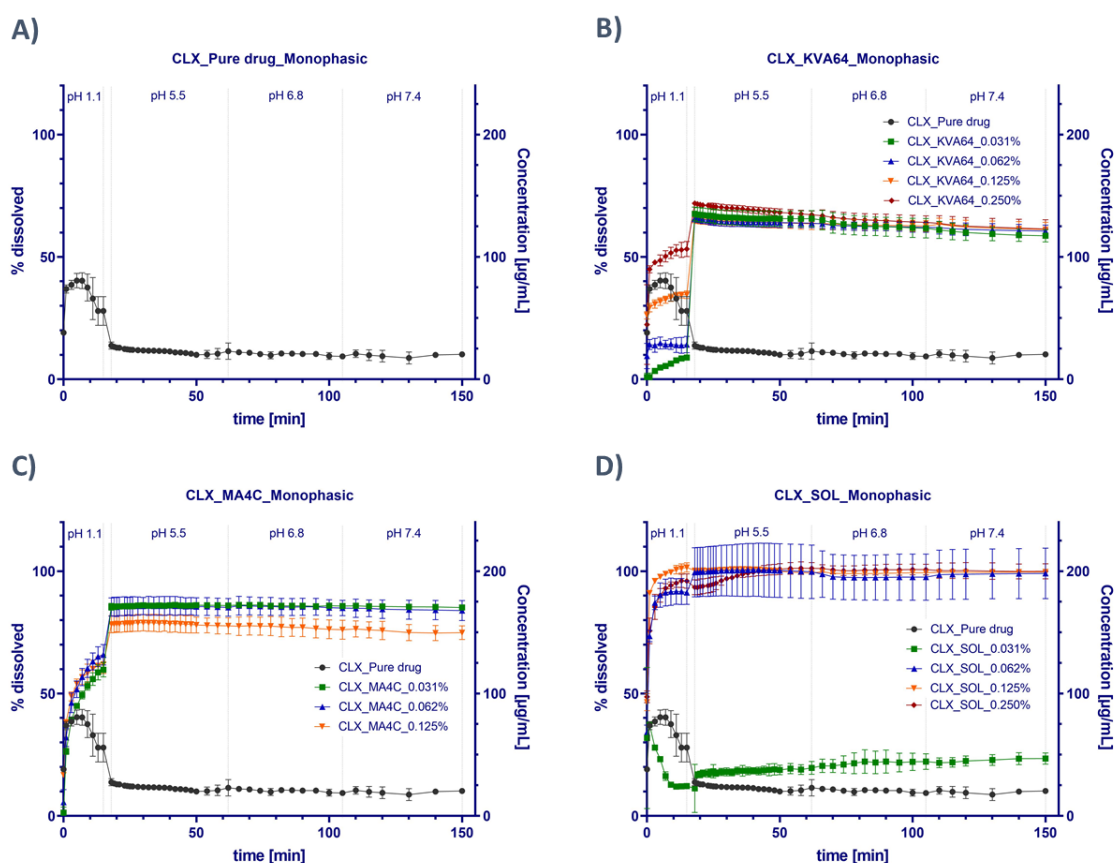 A)
CLX_Pure drug_Monophasic
pH 1.1 pH 5.5 pH 6.8 pH 7.4
% dissolved
Concentration [µg/mL]
100
50
0
200
100
0
0 50 100 150
time [min]
B)
CLX_KVA64_Monophasic
pH 1.1 pH 5.5 pH 6.8 pH 7.4
CLX_Pure drug
CLX_KVA64_0.031%
CLX_KVA64_0.062%
CLX_KVA64_0.125%
CLX_KVA64_0.250%
% dissolved
Concentration [µg/mL]
100
50
0
200
100
0
0 50 100 150
time [min]
C)
CLX_MA4C_Monophasic
pH 1.1 pH 5.5 pH 6.8 pH 7.4
CLX_Pure drug
CLX_MA4C_0.031%
CLX_MA4C_0.062%
CLX_MA4C_0.125%
% dissolved
Concentration [µg/mL]
100
50
0
200
100
0
0 50 100 150
time [min]
D)
CLX_SOL_Monophasic
pH 1.1 pH 5.5 pH 6.8 pH 7.4
CLX_Pure drug
CLX_SOL_0.031%
CLX_SOL_0.062%
CLX_SOL_0.125%
CLX_SOL_0.250%
% dissolved
Concentration [µg/mL]
100
50
0
200
100
0
0 50 100 150
time [min]